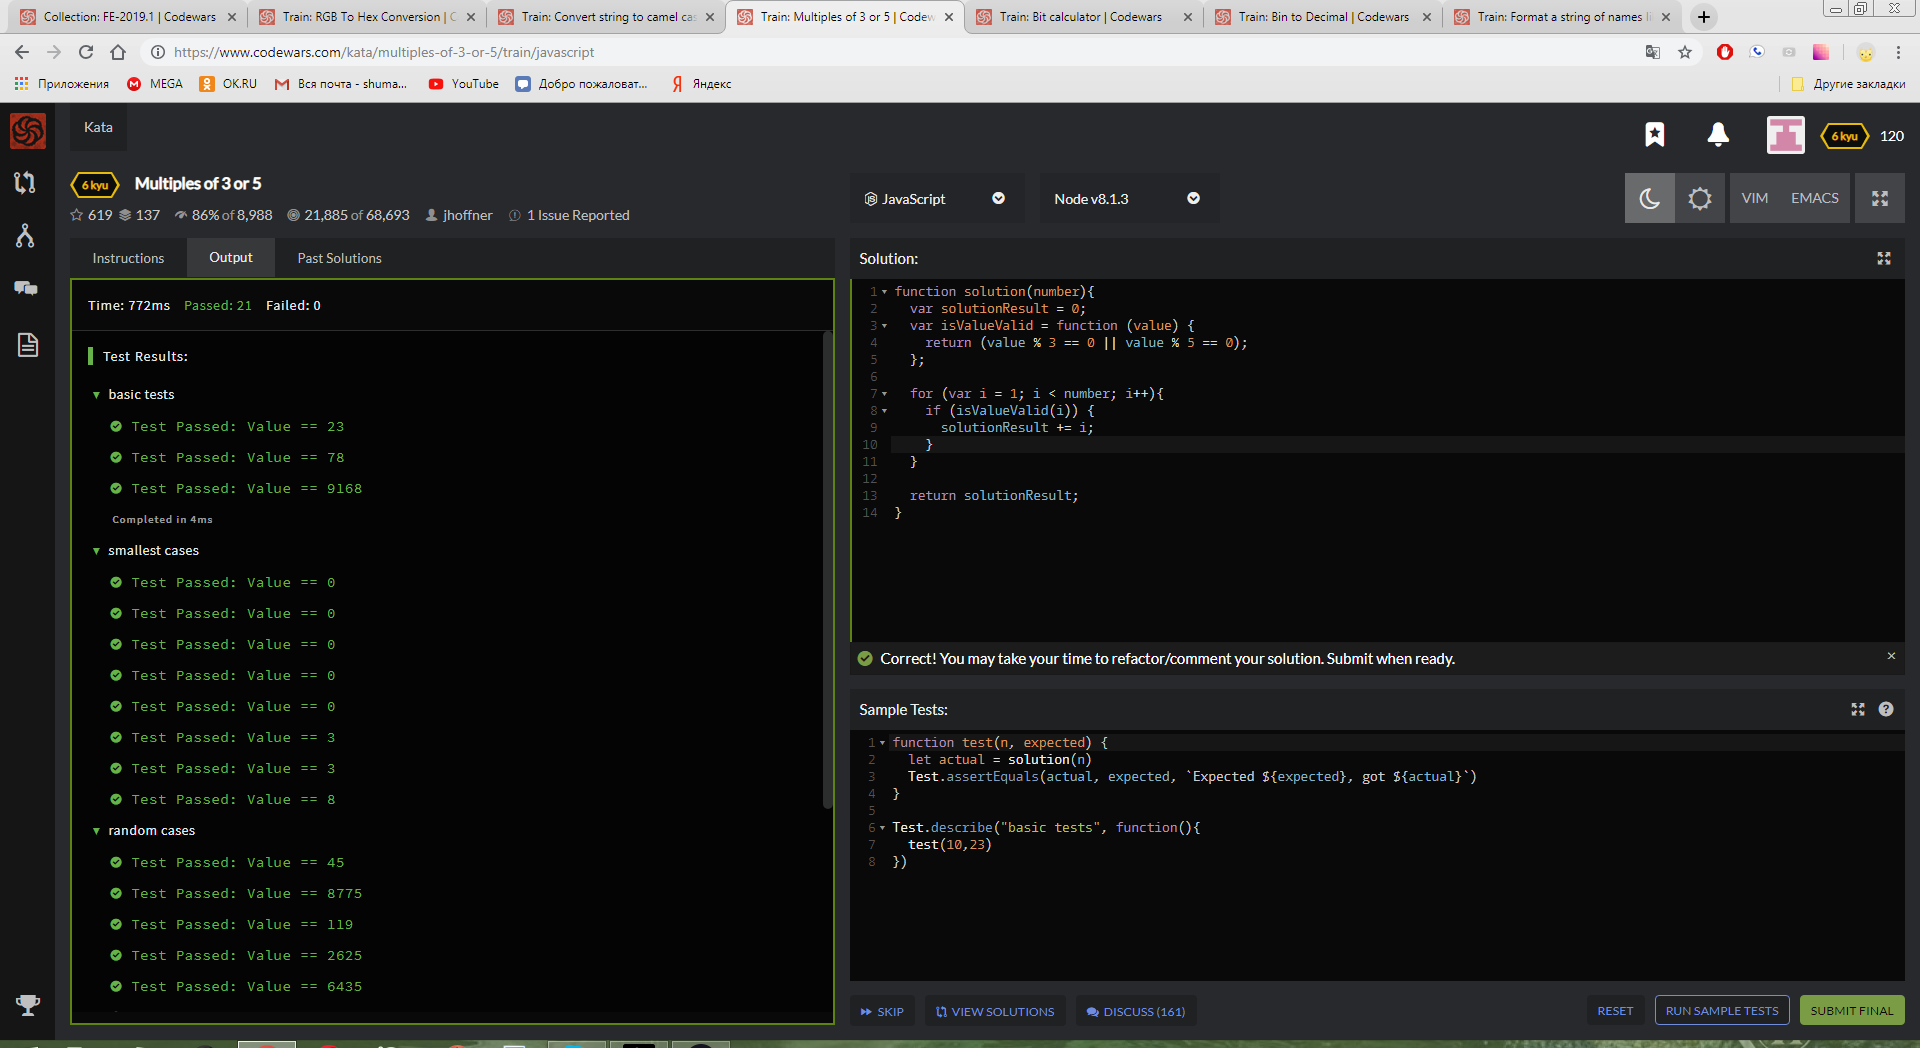 Collection: FE-2019.1 | Codewars
Train: RGB To Hex Conversion | C
Train: Convert string to camel cas
Train: Multiples of 3 or 5 | Codew
Train: Bit calculator | Codewars
Train: Bin to Decimal | Codewars
Train: Format a string of names li
https://www.codewars.com/kata/multiples-of-3-or-5/train/javascript
Приложения
MEGA
OK.RU
Вся почта - shuma...
YouTube
Добро пожаловат...
Яндекс
Другие закладки
Kata
6 kyu
120
6 kyu
Multiples of 3 or 5
619 137 86% of 8,988 21,885 of 68,693 jhoffner 1 Issue Reported
JavaScript
Node v8.1.3
VIM
EMACS
Instructions
Output
Past Solutions
Time: 772ms Passed: 21 Failed: 0
Test Results:
basic tests
Test Passed: Value == 23
Test Passed: Value == 78
Test Passed: Value == 9168
Completed in 4ms
smallest cases
Test Passed: Value == 0
Test Passed: Value == 0
Test Passed: Value == 0
Test Passed: Value == 0
Test Passed: Value == 0
Test Passed: Value == 3
Test Passed: Value == 3
Test Passed: Value == 8
random cases
Test Passed: Value == 45
Test Passed: Value == 8775
Test Passed: Value == 119
Test Passed: Value == 2625
Test Passed: Value == 6435
Solution:
1 function solution(number){
2 var solutionResult = 0;
3 var isValueValid = function (value) {
4 return (value % 3 == 0 || value % 5 == 0);
5 };
6
7 for (var i = 1; i < number; i++){
8 if (isValueValid(i)) {
9 solutionResult += i;
10 }
11 }
12
13 return solutionResult;
14 }
Correct! You may take your time to refactor/comment your solution. Submit when ready.
Sample Tests:
1 function test(n, expected) {
2 let actual = solution(n)
3 Test.assertEquals(actual, expected, `Expected ${expected}, got ${actual}`)
4 }
5
6 Test.describe("basic tests", function(){
7 test(10,23)
8 })
SKIP
VIEW SOLUTIONS
DISCUSS (161)
RESET
RUN SAMPLE TESTS
SUBMIT FINAL